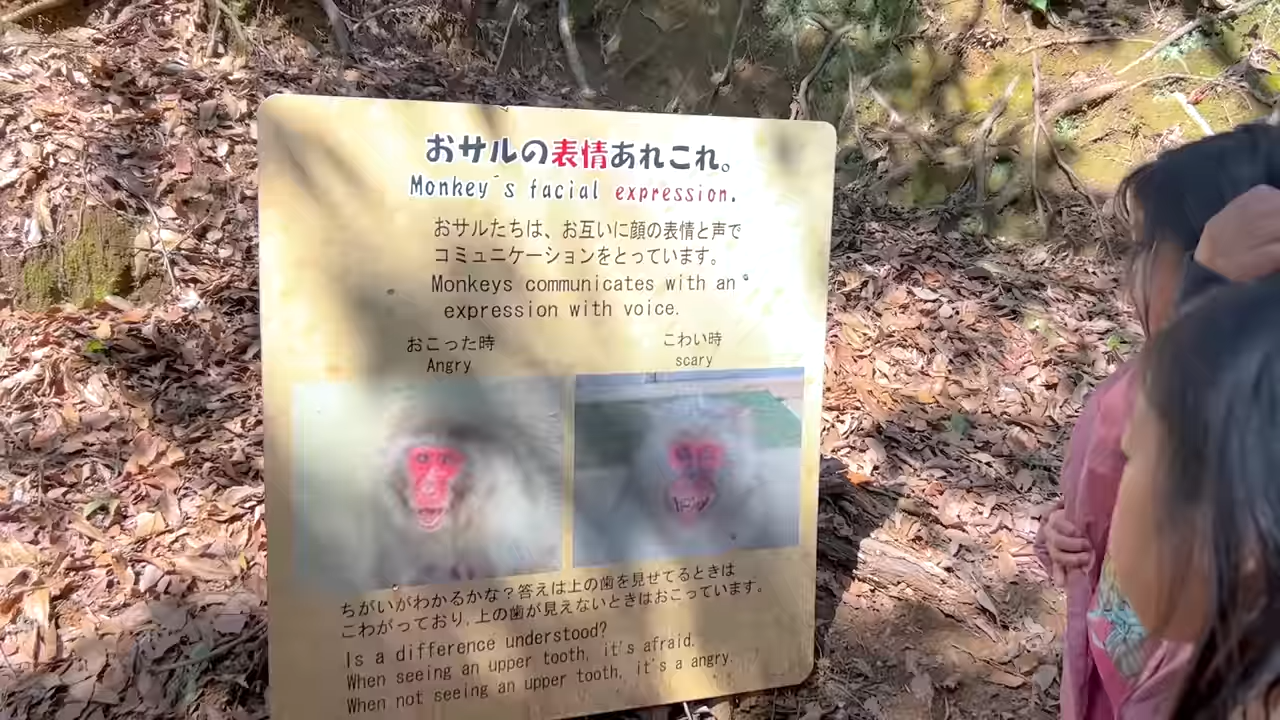 おサルの表情あれこれ。
Monkey´s facial expression.
おサルたちは、お互いに顔の表情と声で
コミュニケーションをとっています。
Monkeys communicates with an
expression with voice.
おこった時
Angry
こわい時
scary
ちがいがわかるかな？答えは上の歯を見せてるときは
こわがっており,上の歯が見えないときはおこっています。
Is a difference understood?
When seeing an upper tooth, it's afraid.
When not seeing an upper tooth, it's a angry.